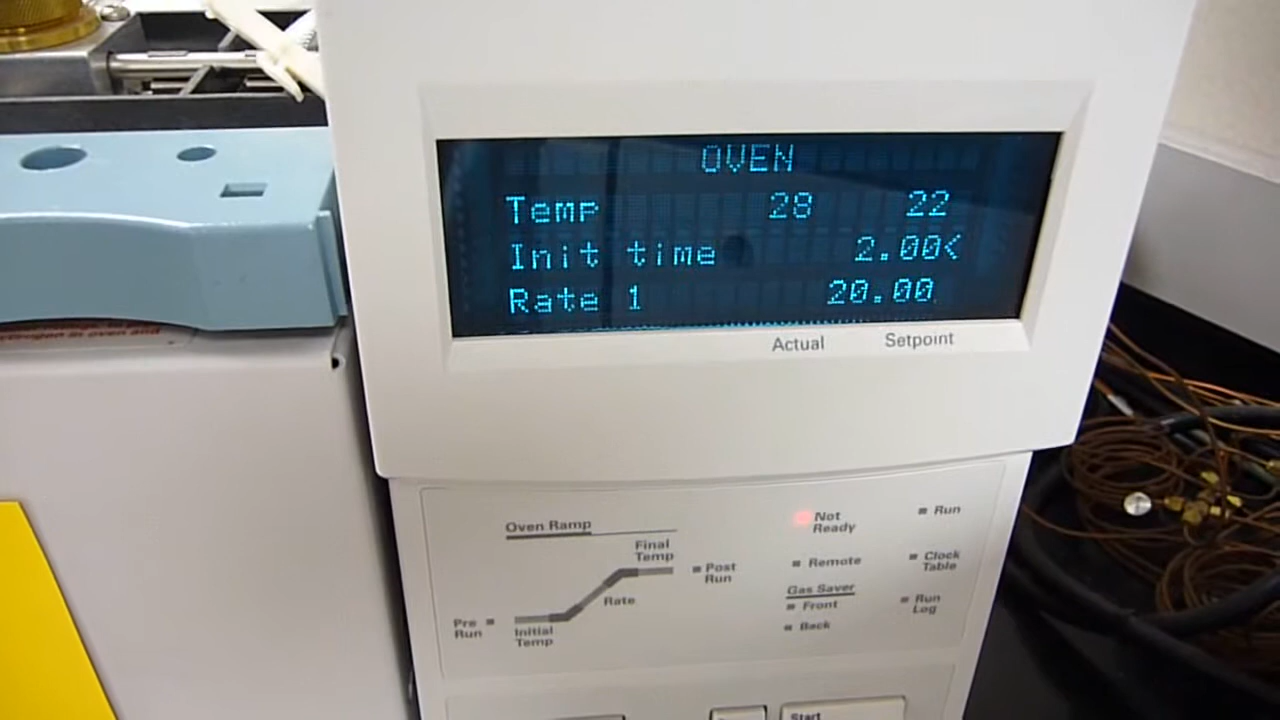 OVEN
Temp 28 22
Init time 2.00<
Rate 1 20.00
Actual Setpoint
Oven Ramp
Final Temp
Post Run
Rate
Pre Run
Initial Temp
Not Ready
Run
Remote
Clock Table
Gas Saver
Front
Run Log
Back
Start